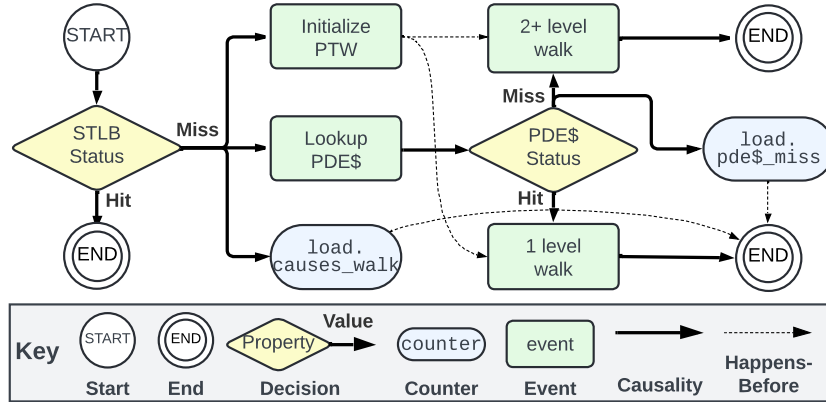 START
Initialize
PTW
2+ level
walk
END
Miss
STLB
Status
Lookup
PDE$
Miss
PDE$
Status
load.
pde$_miss
Hit
Hit
END
load.
causes_walk
1 level
walk
END
Key
START
Start
END
End
Property
Value
Decision
counter
Counter
event
Event
Causality
Happens-
Before